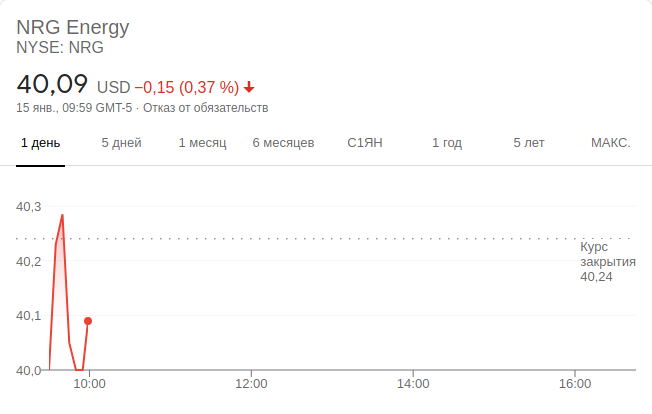 NRG Energy
NYSE: NRG
40,09 USD −0,15 (0,37 %)
15 янв., 09:59 GMT-5 · Отказ от обязательств
1 день 5 дней 1 месяц 6 месяцев С1ЯН 1 год 5 лет МАКС.
40,3
Курс
закрытия
40,24
40,2
40,1
40,0
10:00 12:00 14:00 16:00